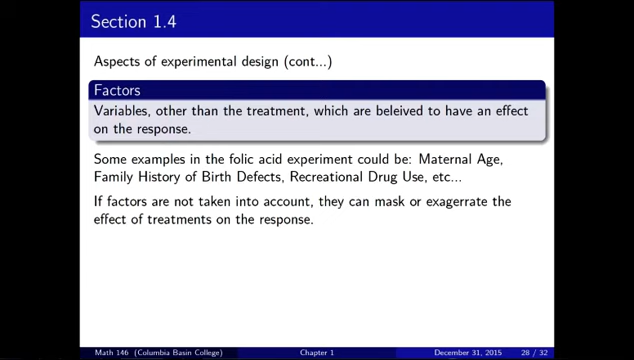 Section 1.4
Aspects of experimental design (cont...)
Factors
Variables, other than the treatment, which are beleived to have an effect
on the response.
Some examples in the folic acid experiment could be: Maternal Age,
Family History of Birth Defects, Recreational Drug Use, etc...
If factors are not taken into account, they can mask or exagerrate the
effect of treatments on the response.
Math 146 (Columbia Basin College) Chapter 1 December 31, 2015 28 / 32